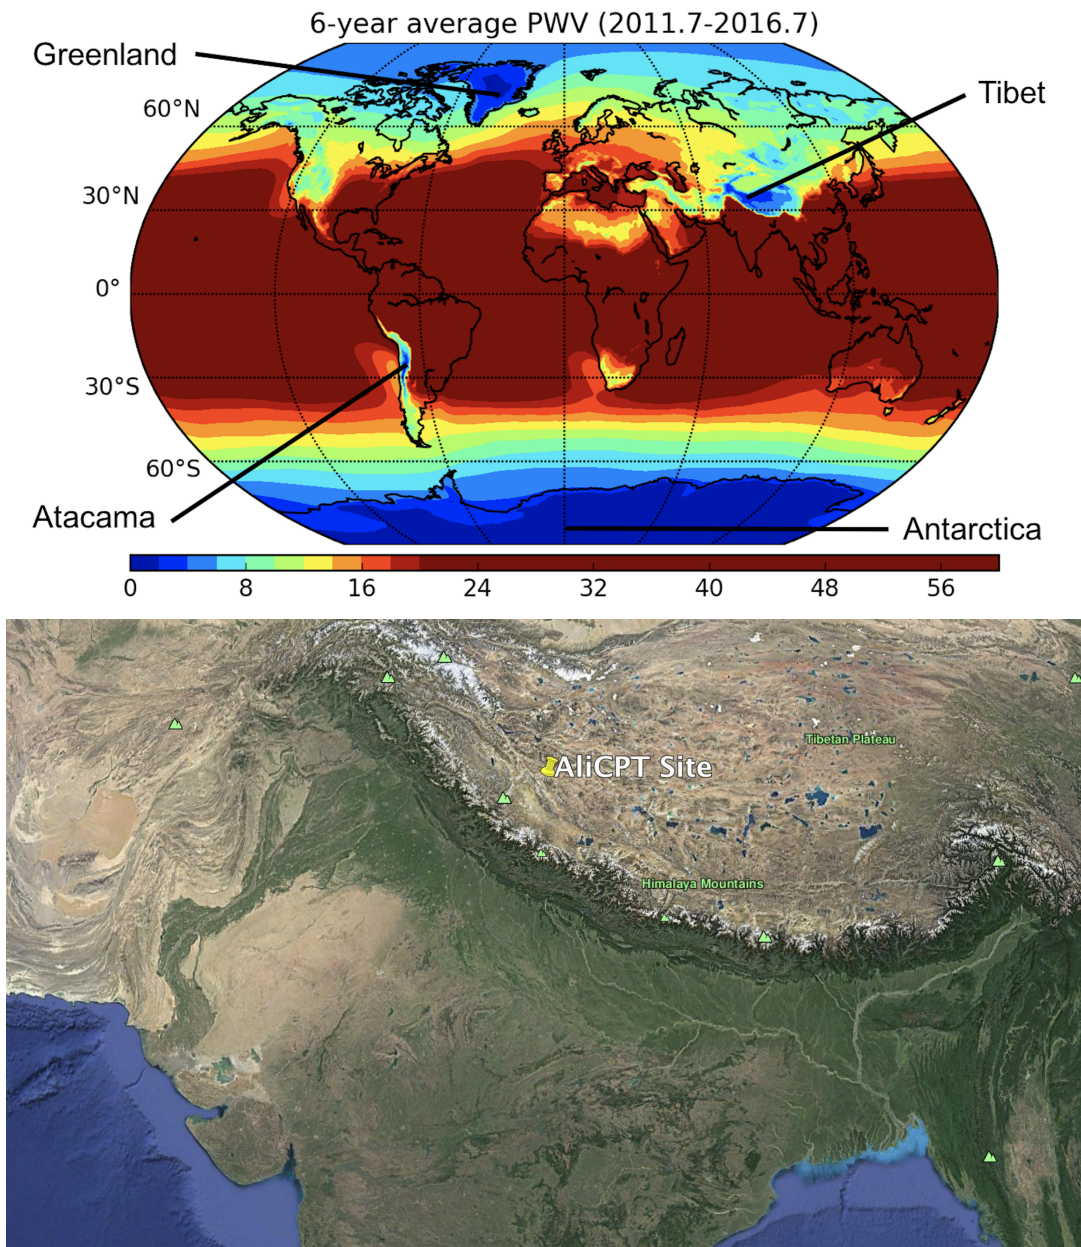 6-year average PWV (2011.7-2016.7)
Greenland
Tibet
60°N
30°N
0°
30°S
60°S
Atacama
Antarctica
0 8 16 24 32 40 48 56
Tibetan Plateau
AliCPT Site
Himalaya Mountains